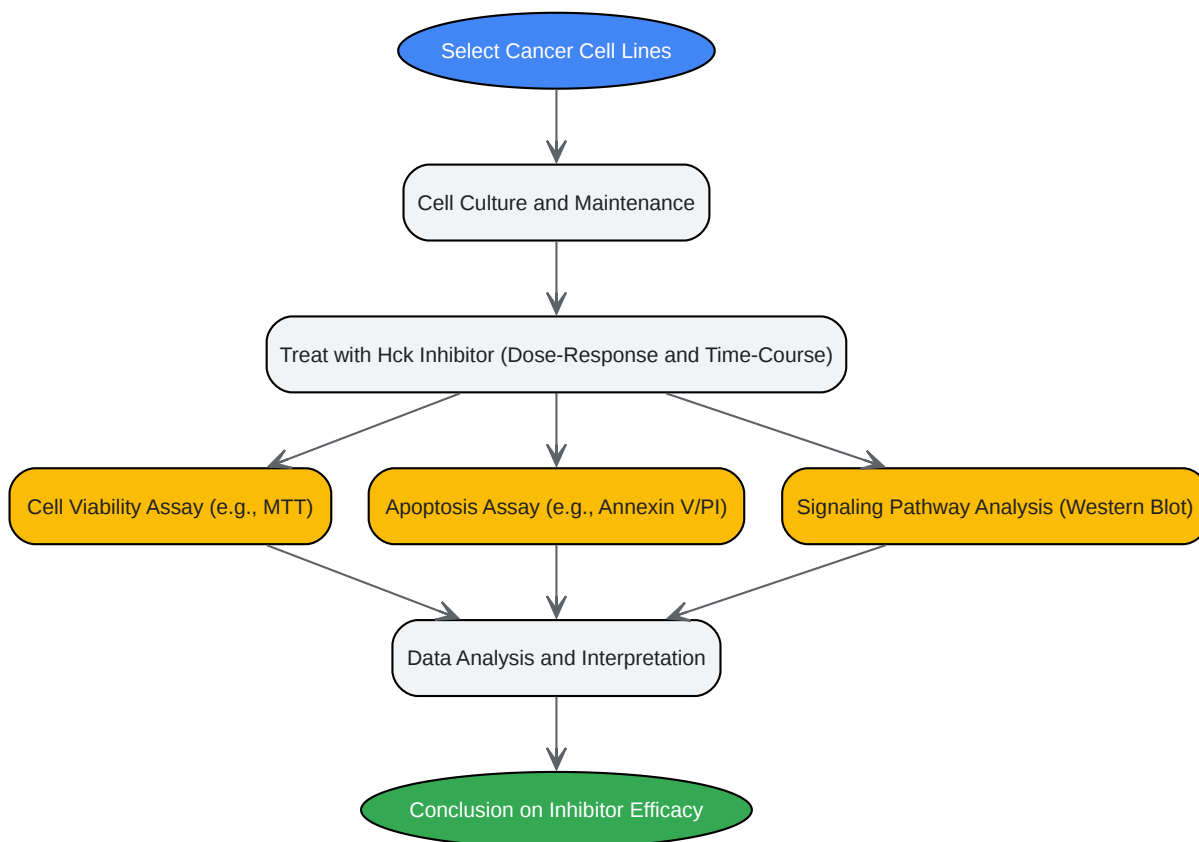 Select Cancer Cell Lines
Cell Culture and Maintenance
Treat with Hck Inhibitor (Dose-Response and Time-Course)
Cell Viability Assay (e.g., MTT)
Apoptosis Assay (e.g., Annexin V/PI)
Signaling Pathway Analysis (Western Blot)
Data Analysis and Interpretation
Conclusion on Inhibitor Efficacy